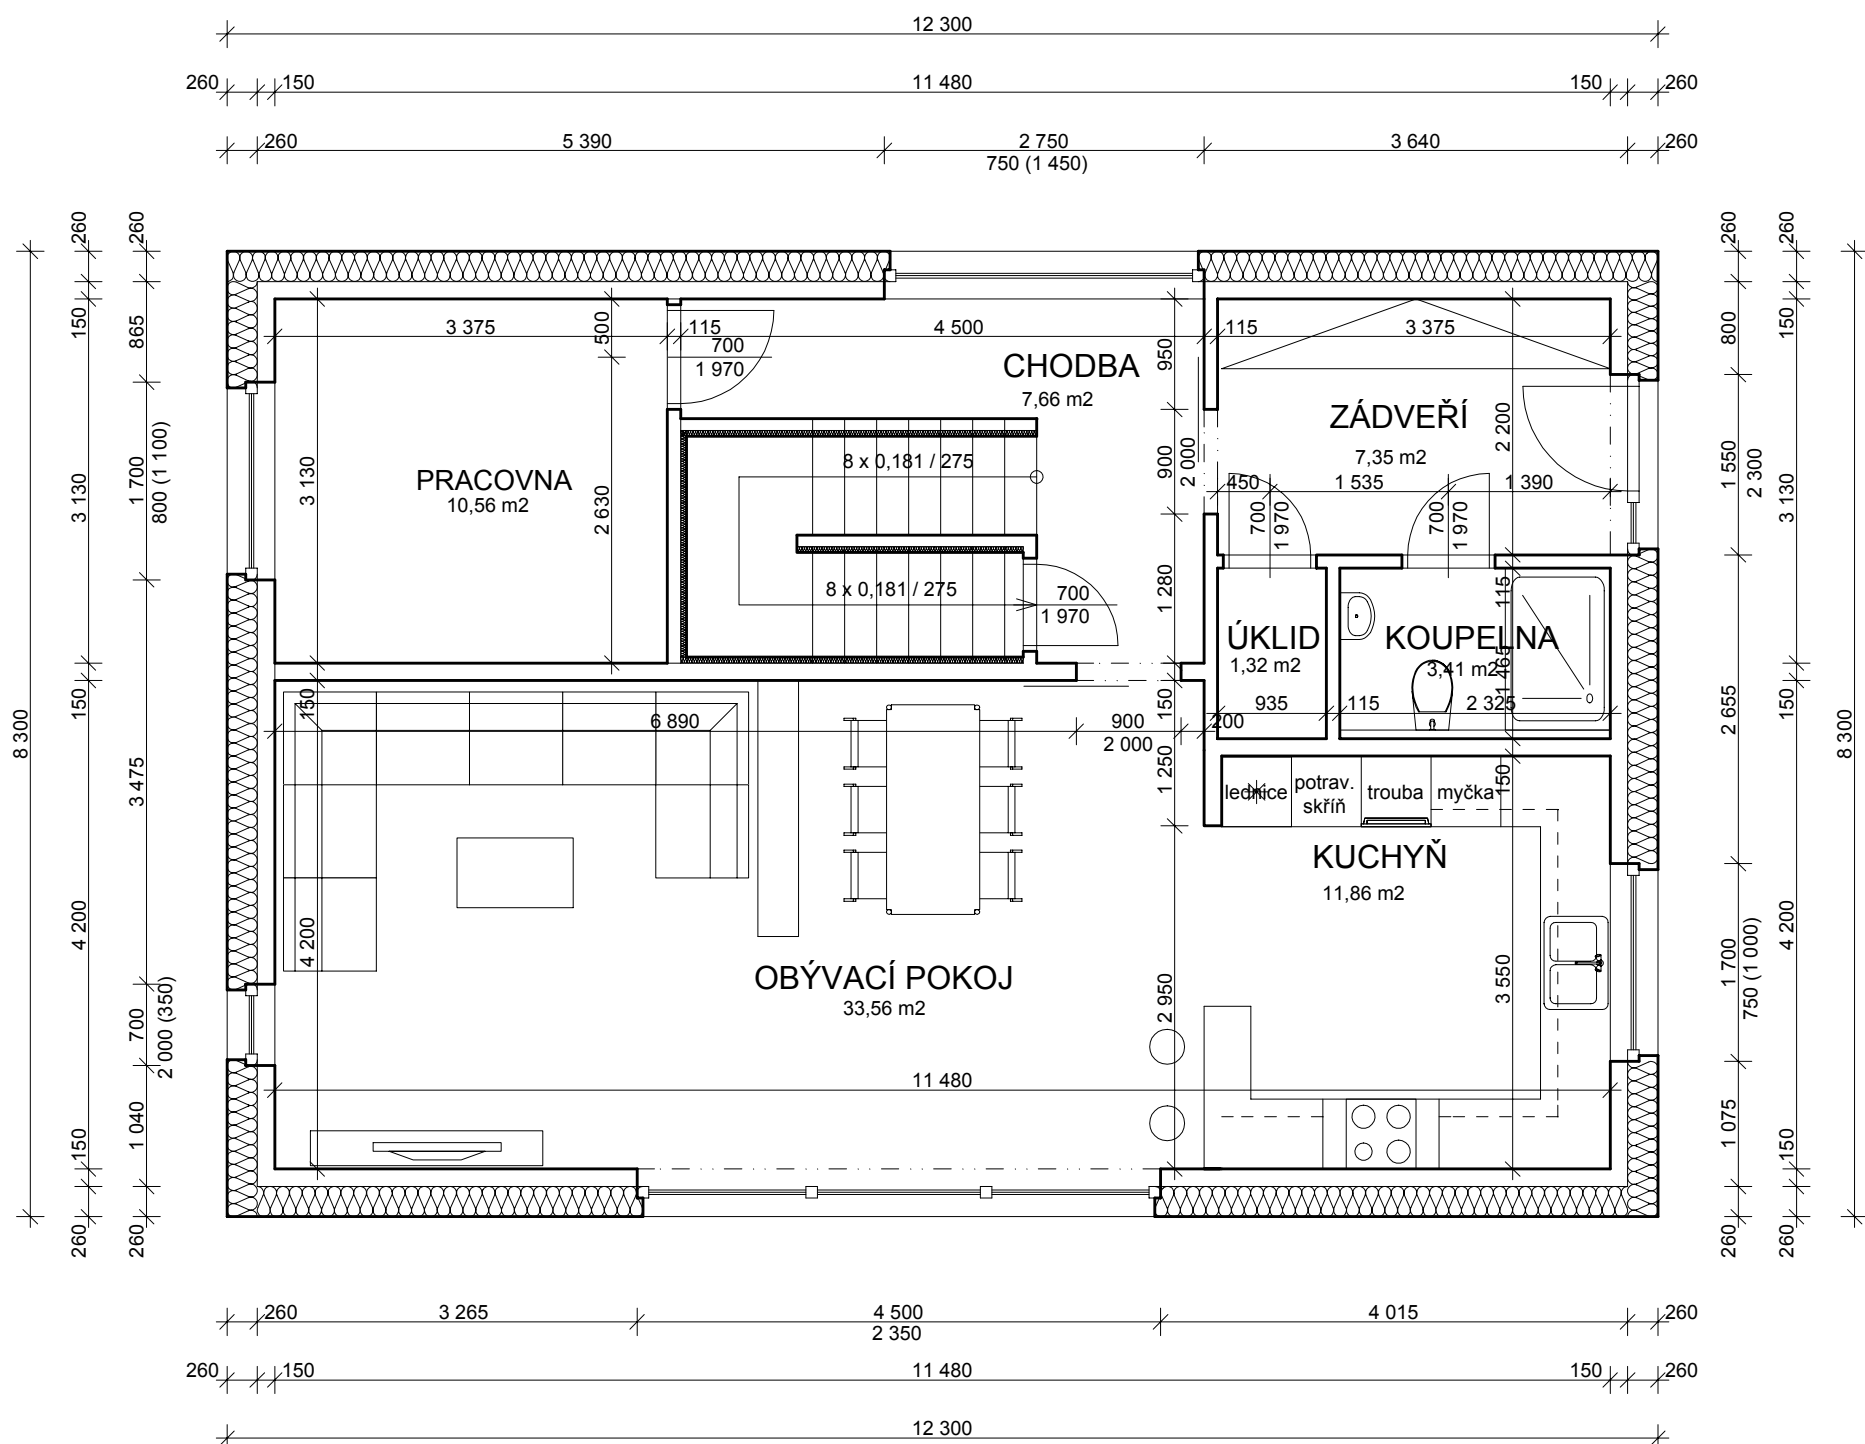 12 300
260 150 11 480 150 260
260 5 390 2 750 3 640 260
750 (1 450)
260 260 260 260
150 865 800 150
3 375 500 115 4 500 115 3 375
700
1 970
950
CHODBA
7,66 m2
ZÁDVEŘÍ
7,35 m2
2 200
3 130 1 700
800 (1 100)
3 130
PRACOVNA
10,56 m2
2 630
8 x 0,181 / 275
900
2 000
450 1 535 1 390
700
1 970
700
1 970
1 550
2 300
3 130
8 x 0,181 / 275
700
1 970
1 280
115
ÚKLID
1,32 m2
KOUPELNA
3,41 m2
1 465
8 300
150
3 475
150
6 890
900
2 000
150
200
935 115 2 325
2 655
150
8 300
1 250
lednice
potrav.
skříň
trouba
myčka
150
KUCHYŇ
11,86 m2
4 200
4 200
OBÝVACÍ POKOJ
33,56 m2
2 950
3 550
1 700
750 (1 000)
4 200
700
2 000 (350)
11 480
150 1 040 1 075 150
260 260 260 260
260 3 265 4 500 4 015 260
2 350
260 150 11 480 150 260
12 300